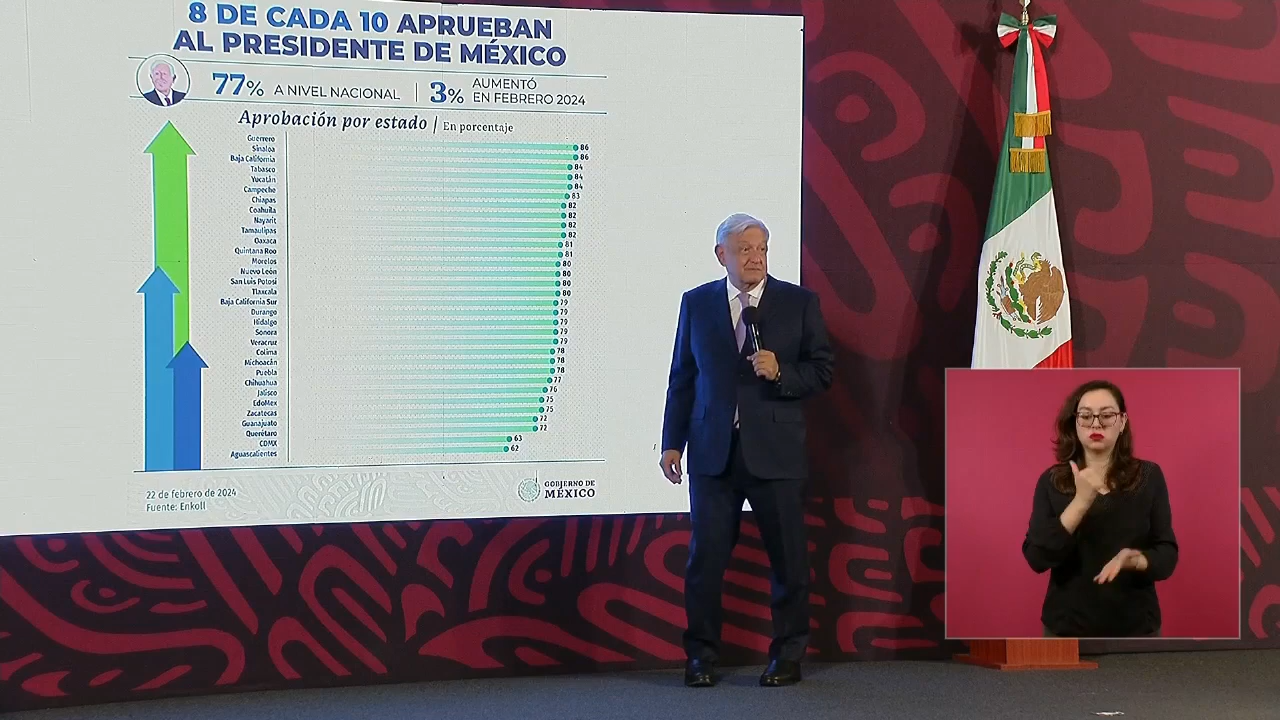 8 DE CADA 10 APRUEBAN
AL PRESIDENTE DE MÉXICO
77% A NIVEL NACIONAL | 3% AUMENTÓ
EN FEBRERO 2024
Aprobación por estado | En porcentaje
Guerrero 86
Sinaloa 86
Baja California 84
Tabasco 84
Yucatán 84
Campeche 83
Chiapas 82
Coahuila 82
Nayarit 82
Tamaulipas 82
Oaxaca 81
Quintana Roo 81
Morelos 80
Nuevo León 80
San Luis Potosí 80
Tlaxcala 80
Baja California Sur 79
Durango 79
Hidalgo 79
Sonora 79
Veracruz 79
Colima 78
Michoacán 78
Puebla 78
Chihuahua 77
Jalisco 76
EdoMex 75
Zacatecas 75
Guanajuato 72
Querétaro 72
CDMX 63
Aguascalientes 62
22 de febrero de 2024
Fuente: Enkoll
GOBIERNO DE
MÉXICO